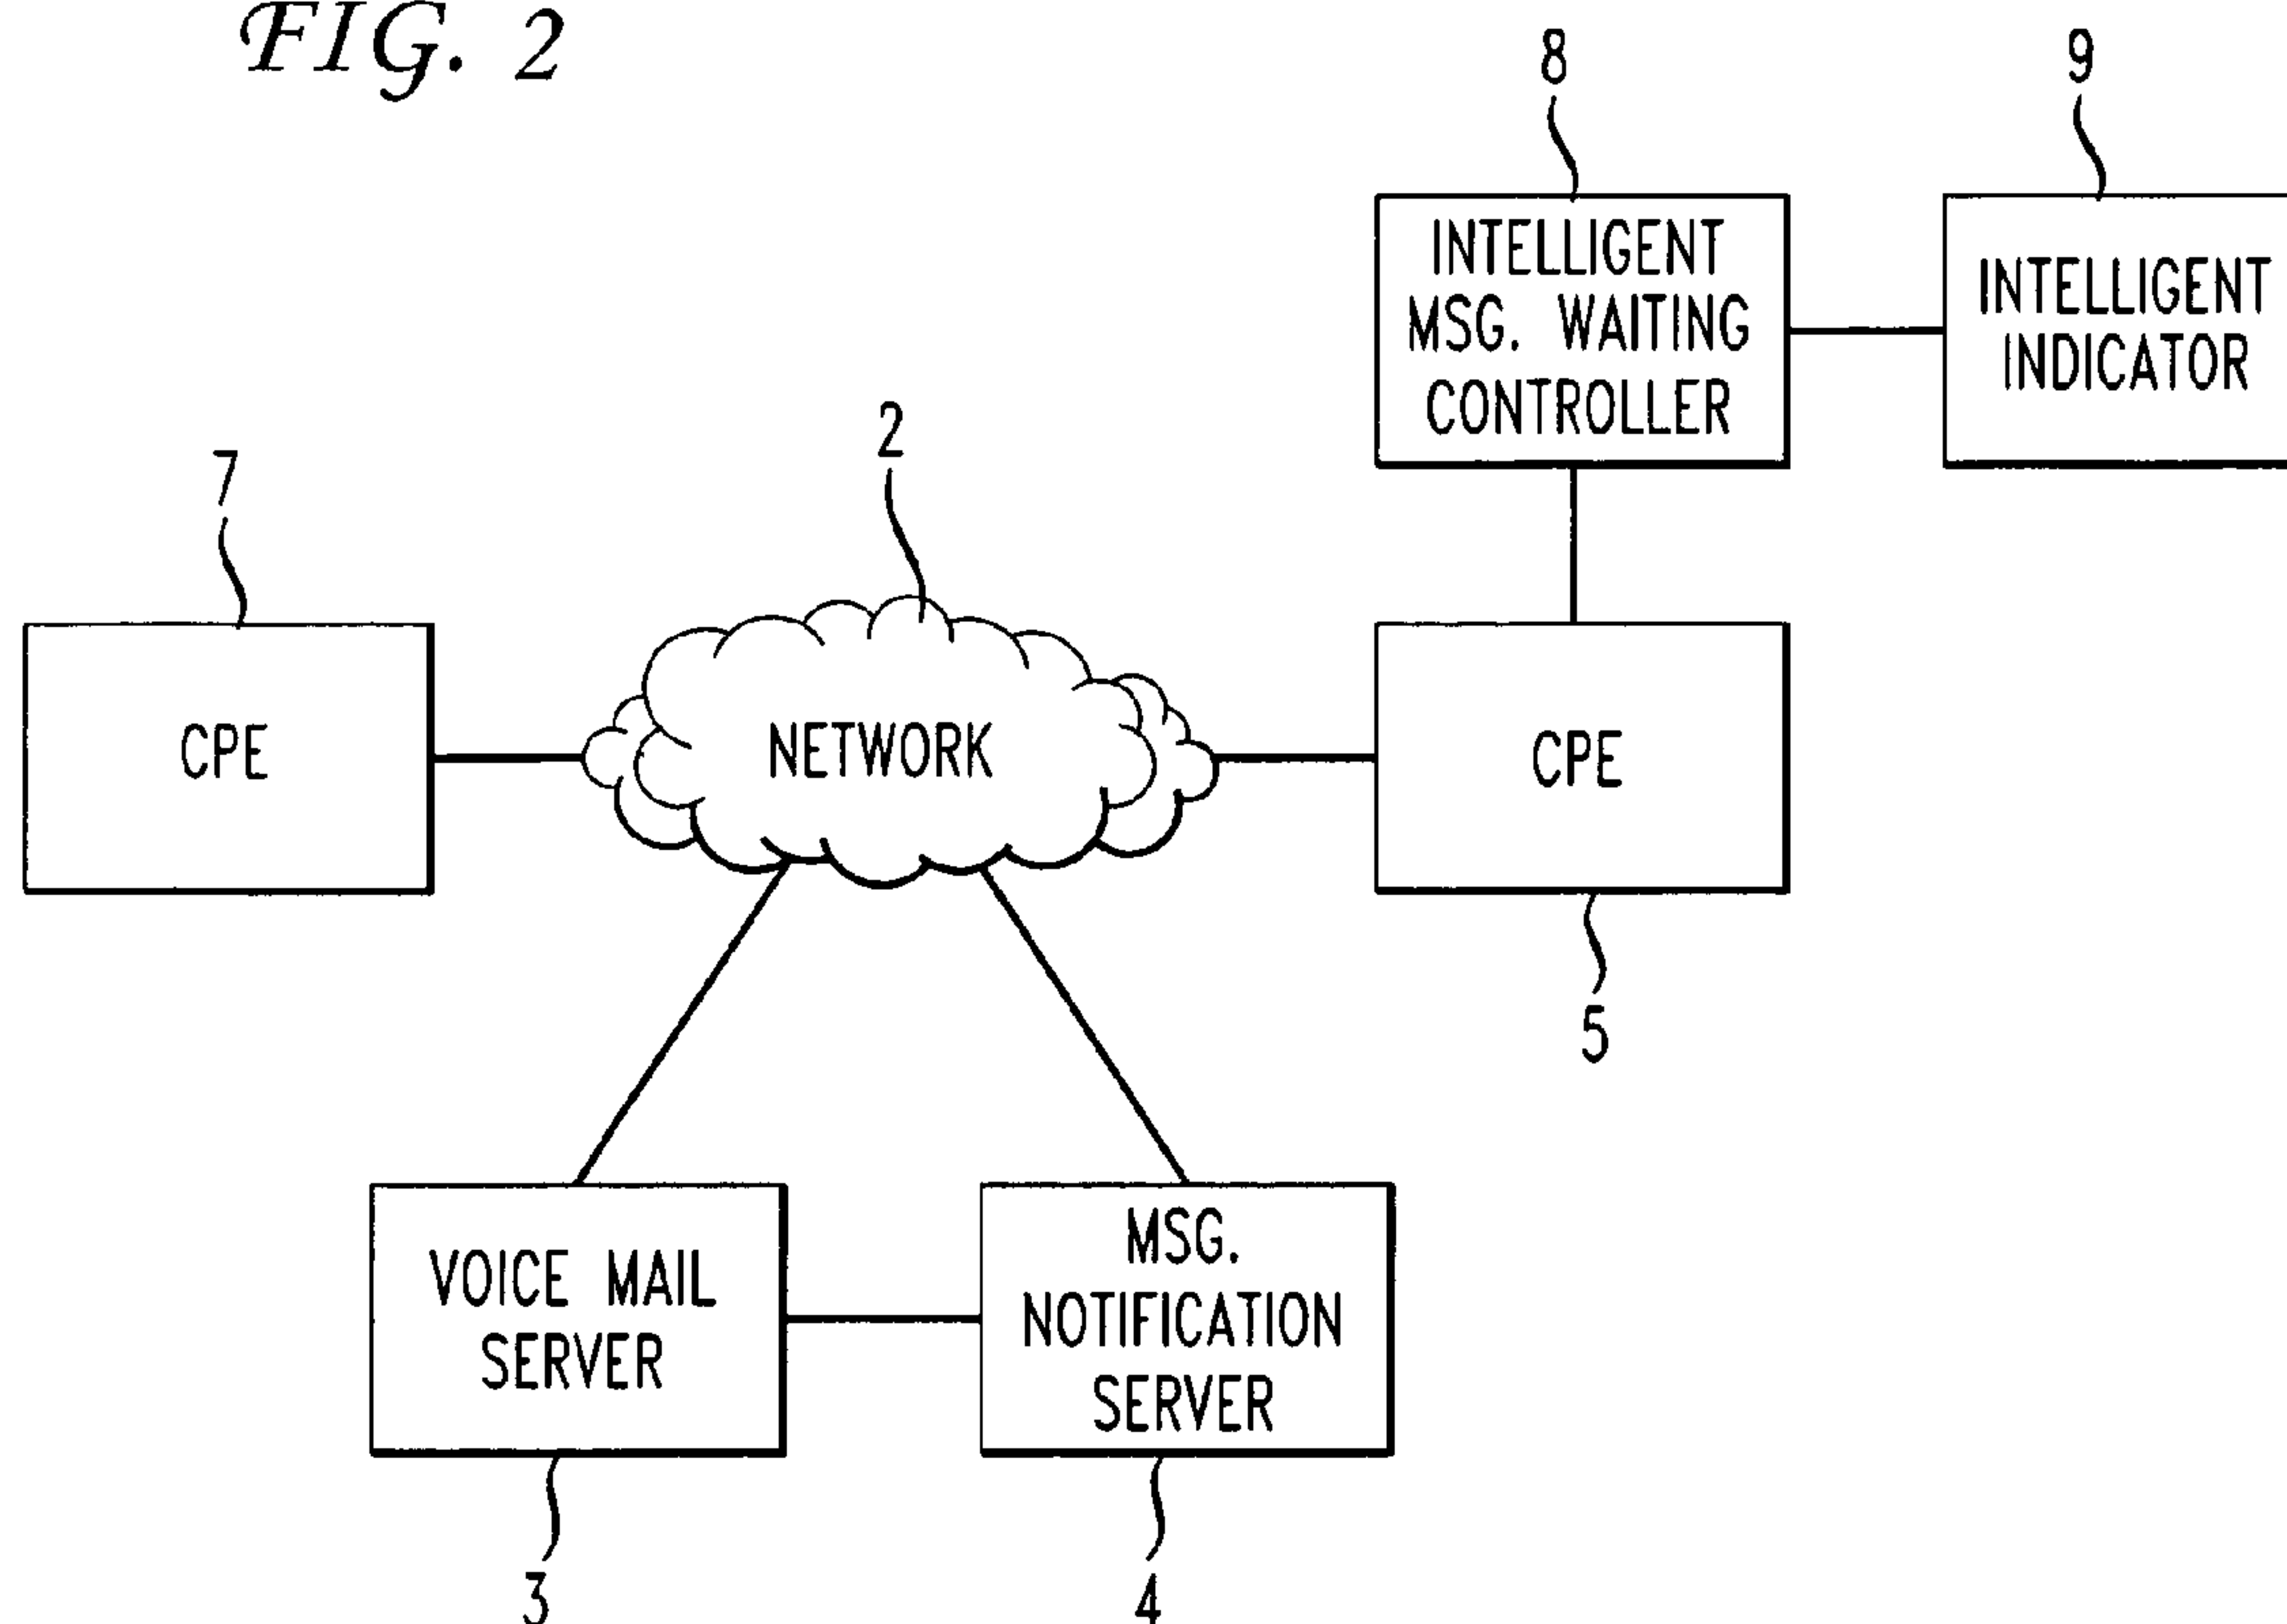 FIG. 2
8
9
INTELLIGENT
MSG. WAITING
CONTROLLER
INTELLIGENT
INDICATOR
2
7
CPE
NETWORK
CPE
5
VOICE MAIL
SERVER
MSG.
NOTIFICATION
SERVER
3
4